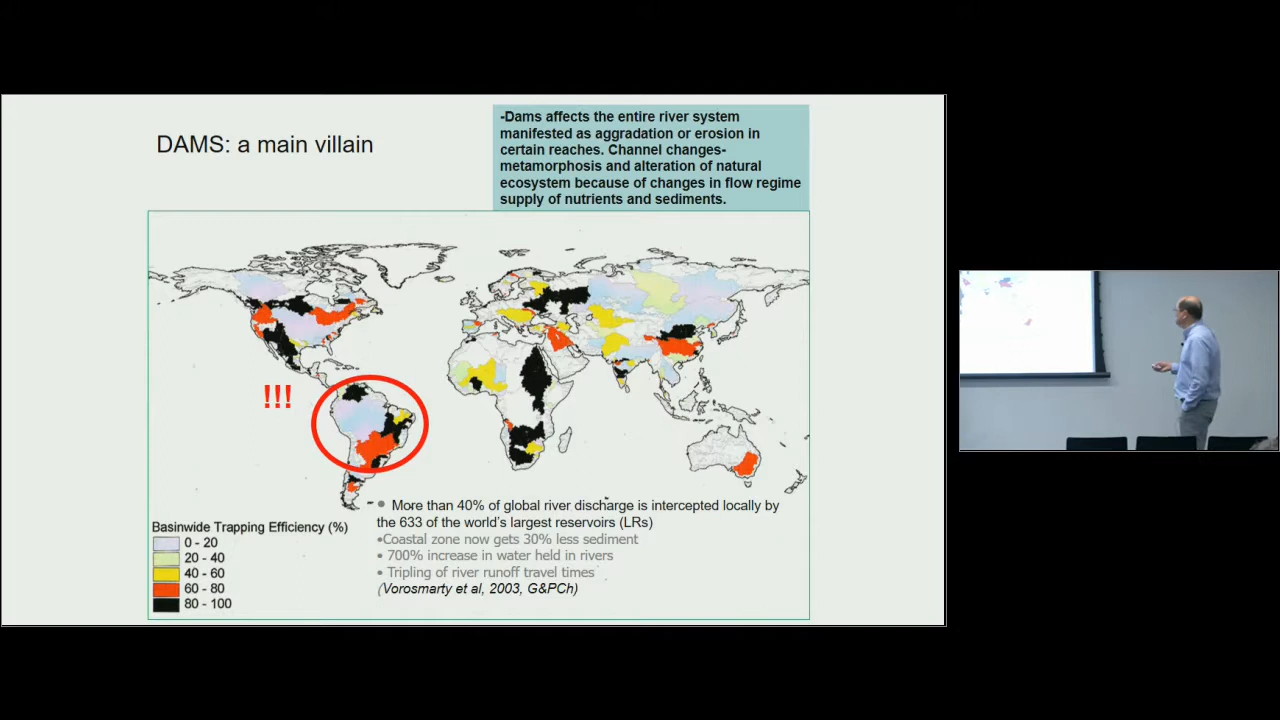 DAMS: a main villain
-Dams affects the entire river system
manifested as aggradation or erosion in
certain reaches. Channel changes-
metamorphosis and alteration of natural
ecosystem because of changes in flow regime
supply of nutrients and sediments.
!!!
• More than 40% of global river discharge is intercepted locally by
the 633 of the world's largest reservoirs (LRs)
•Coastal zone now gets 30% less sediment
• 700% increase in water held in rivers
• Tripling of river runoff travel times
(Vorosmarty et al, 2003, G&PCh)
Basinwide Trapping Efficiency (%)
0 - 20
20 - 40
40 - 60
60 - 80
80 - 100